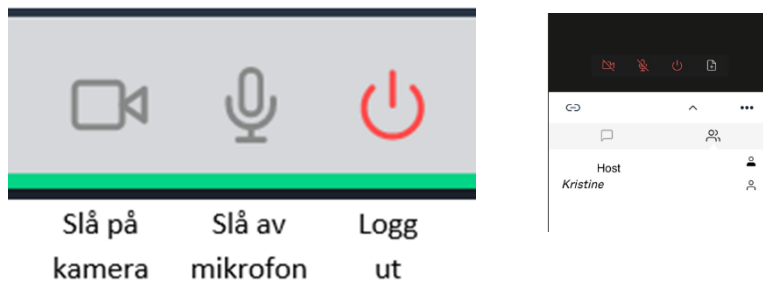 Slå på
kamera
Slå av
mikrofon
Logg
ut
Host
Kristine